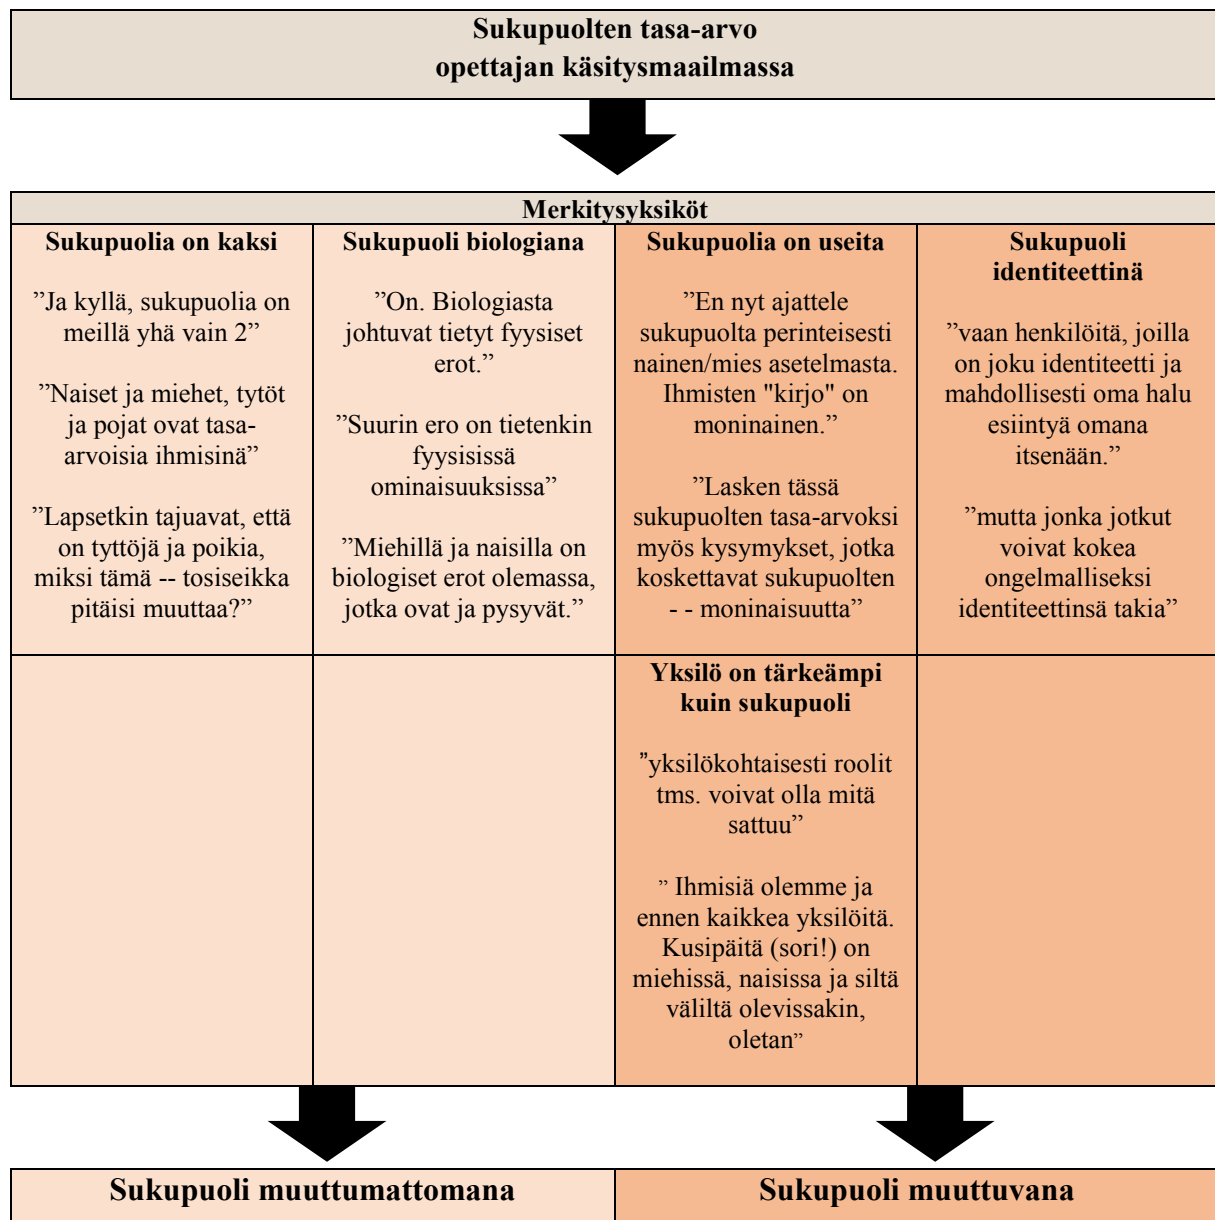 Sukupuolten tasa-arvo
opettajan käsitysmaailmassa
Merkitysyksiköt
Sukupuolia on kaksi
”Ja kyllä, sukupuolia on
meillä yhä vain 2”
”Naiset ja miehet, tytöt
ja pojat ovat tasa-
arvoisia ihmisinä”
”Lapsetkin tajuavat, että
on tyttöjä ja poikia,
miksi tämä -- tosiseikka
pitäisi muuttaa?”
Sukupuoli biologiana
”On. Biologiasta
johtuvat tietyt fyysiset
erot.”
”Suurin ero on tietenkin
fyysisissä
ominaisuuksissa”
”Miehillä ja naisilla on
biologiset erot olemassa,
jotka ovat ja pysyvät.”
Sukupuolia on useita
”En nyt ajattele
sukupuolta perinteisesti
nainen/mies asetelmasta.
Ihmisten "kirjo" on
moninainen.”
”Lasken tässä
sukupuolten tasa-arvoksi
myös kysymykset, jotka
koskettavat sukupuolten
- - moninaisuutta”
Sukupuoli
identiteettinä
”vaan henkilöitä, joilla
on joku identiteetti ja
mahdollisesti oma halu
esiintyä omana
itsenään.”
”mutta jonka jotkut
voivat kokea
ongelmalliseksi
identiteettinsä takia”
Yksilö on tärkeämpi
kuin sukupuoli
”yksilökohtaisesti roolit
tms. voivat olla mitä
sattuu”
” Ihmisiä olemme ja
ennen kaikkea yksilöitä.
Kusipäitä (sori!) on
miehissä, naisissa ja siltä
väliltä olevissakin,
oletan”
Sukupuoli muuttumattomana
Sukupuoli muuttuvana